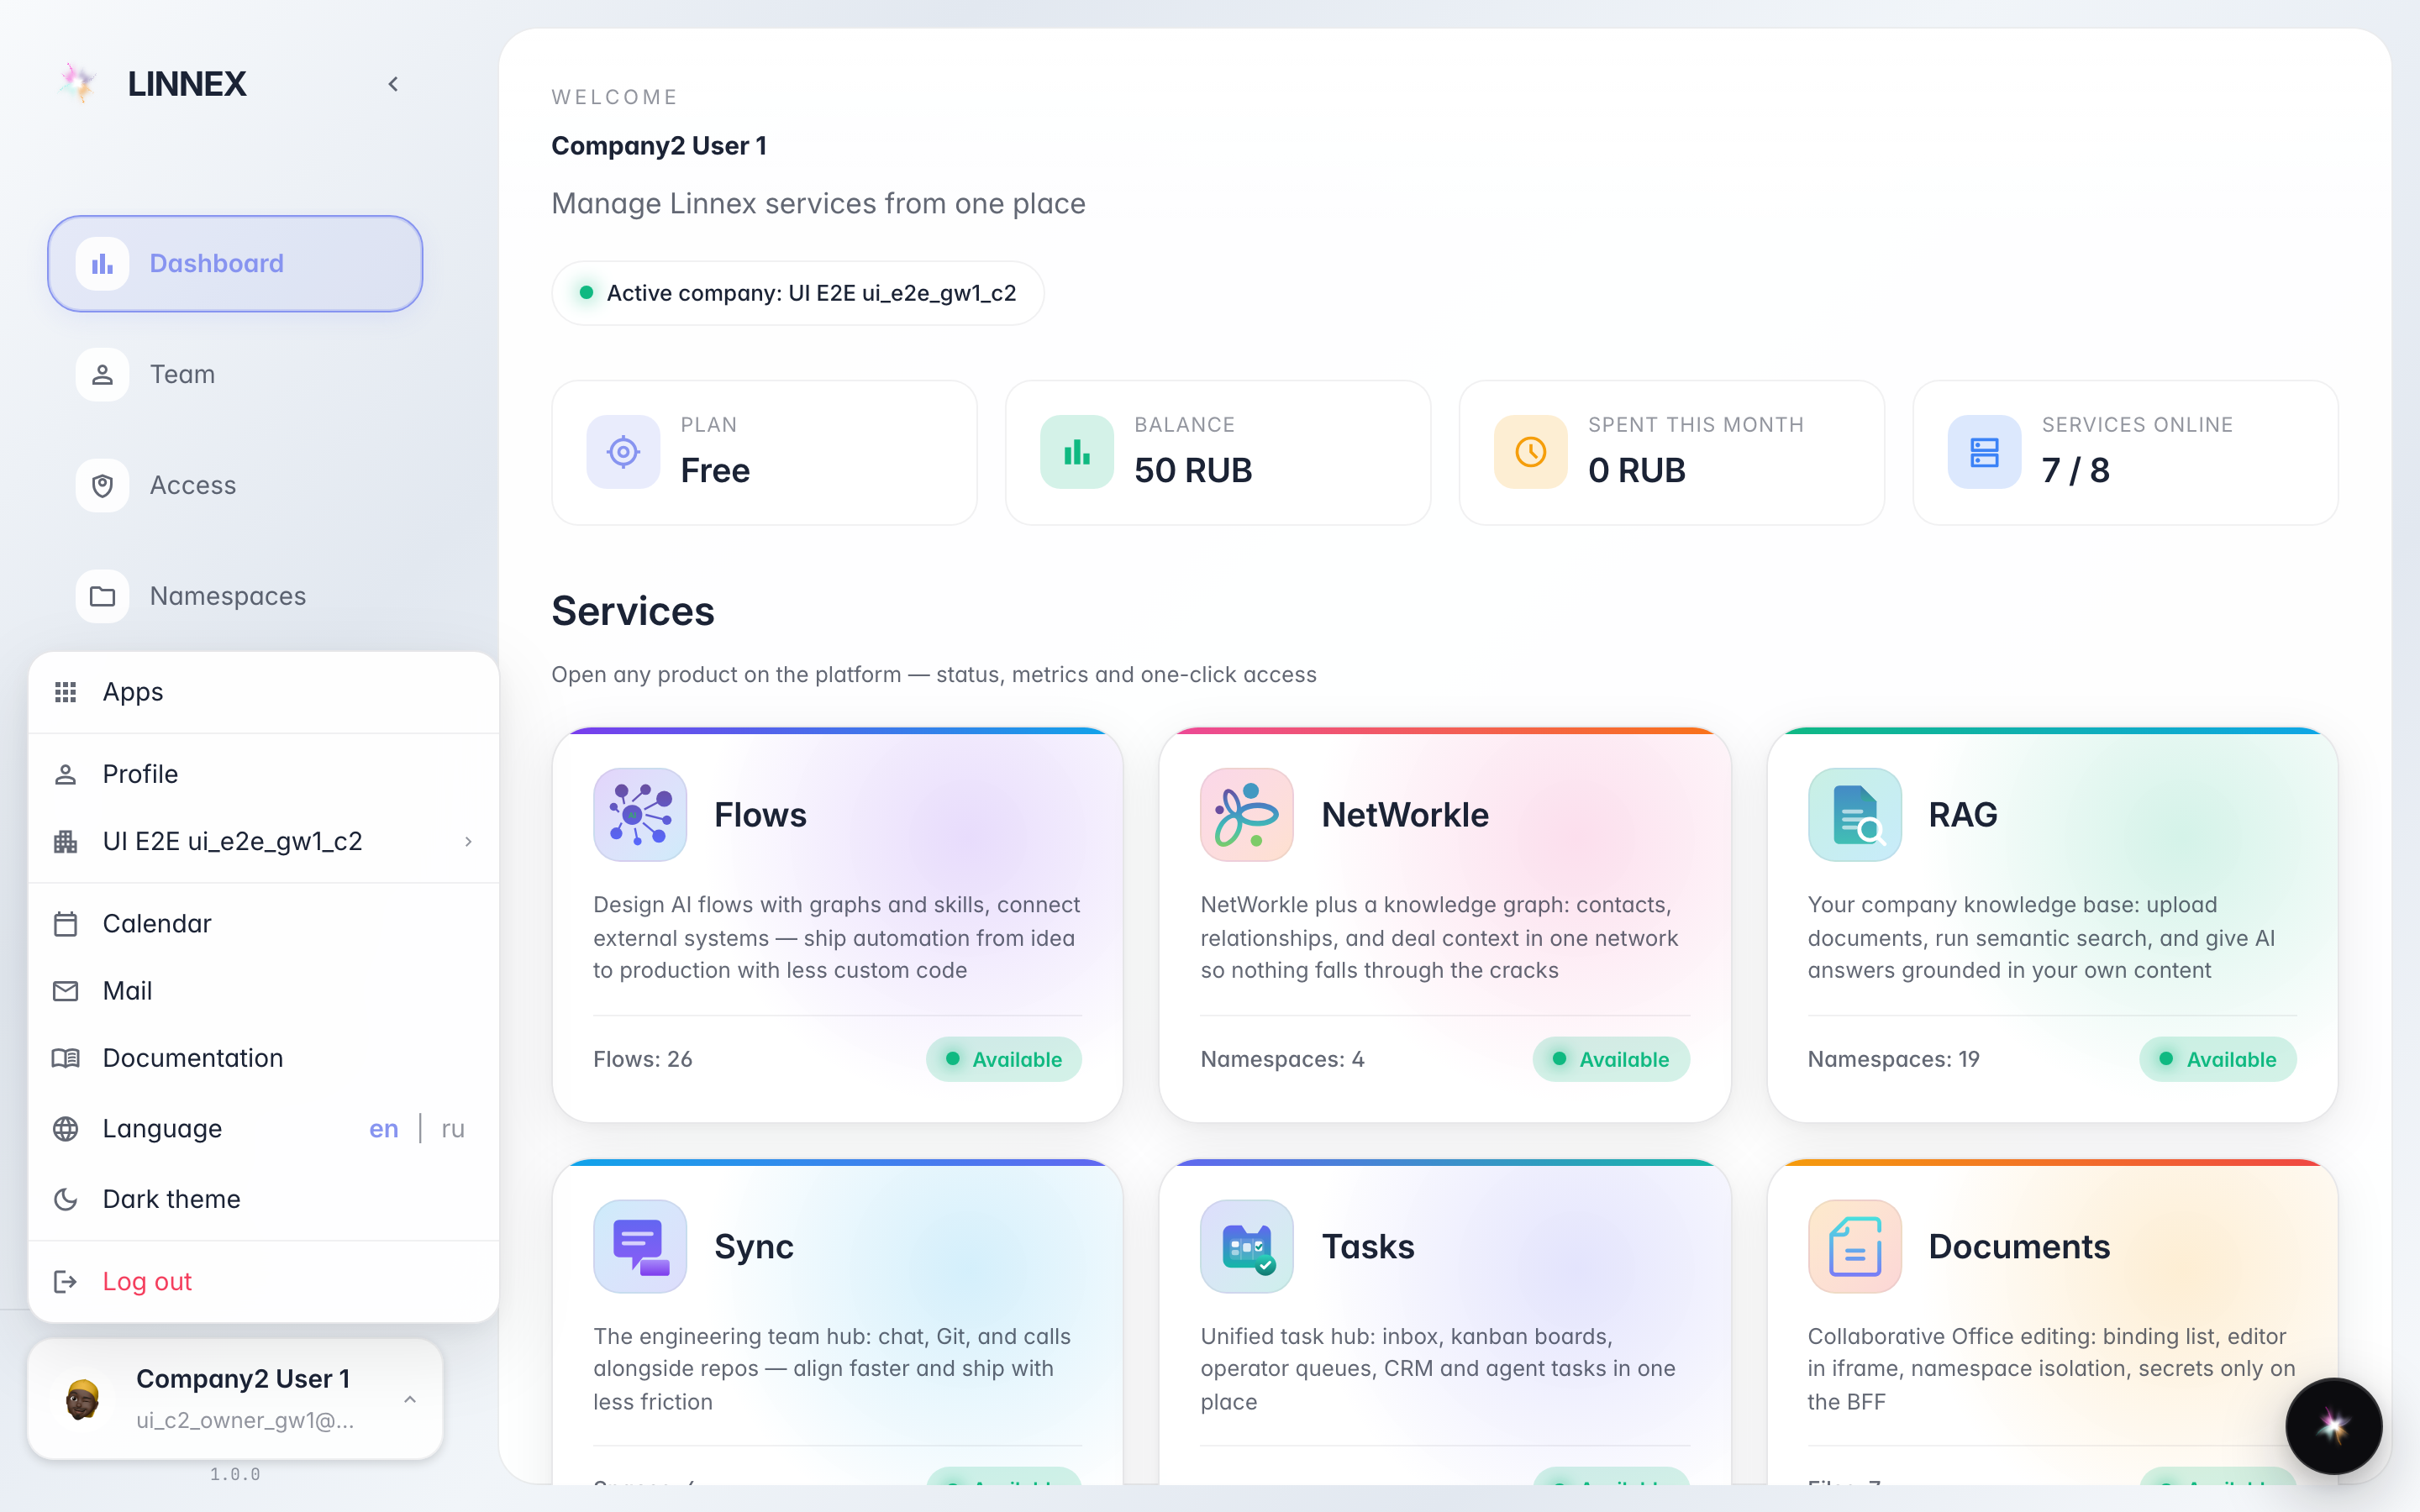 LINNEX
Dashboard
Team
Access
Namespaces
Apps
Profile
UI E2E ui_e2e_gw1_c2
Calendar
Mail
Documentation
Language en | ru
Dark theme
Log out
Company2 User 1
ui_c2_owner_gw1@...
1.0.0
WELCOME
Company2 User 1
Manage Linnex services from one place
Active company: UI E2E ui_e2e_gw1_c2
PLAN
Free
BALANCE
50 RUB
SPENT THIS MONTH
0 RUB
SERVICES ONLINE
7 / 8
Services
Open any product on the platform — status, metrics and one-click access
Flows
Design AI flows with graphs and skills, connect
external systems — ship automation from idea
to production with less custom code
Flows: 26
Available
NetWorkle
NetWorkle plus a knowledge graph: contacts,
relationships, and deal context in one network
so nothing falls through the cracks
Namespaces: 4
Available
RAG
Your company knowledge base: upload
documents, run semantic search, and give AI
answers grounded in your own content
Namespaces: 19
Available
Sync
The engineering team hub: chat, Git, and calls
alongside repos — align faster and ship with
less friction
Available
Tasks
Unified task hub: inbox, kanban boards,
operator queues, CRM and agent tasks in one
place
Available
Documents
Collaborative Office editing: binding list, editor
in iframe, namespace isolation, secrets only on
the BFF
Files: 7
Available